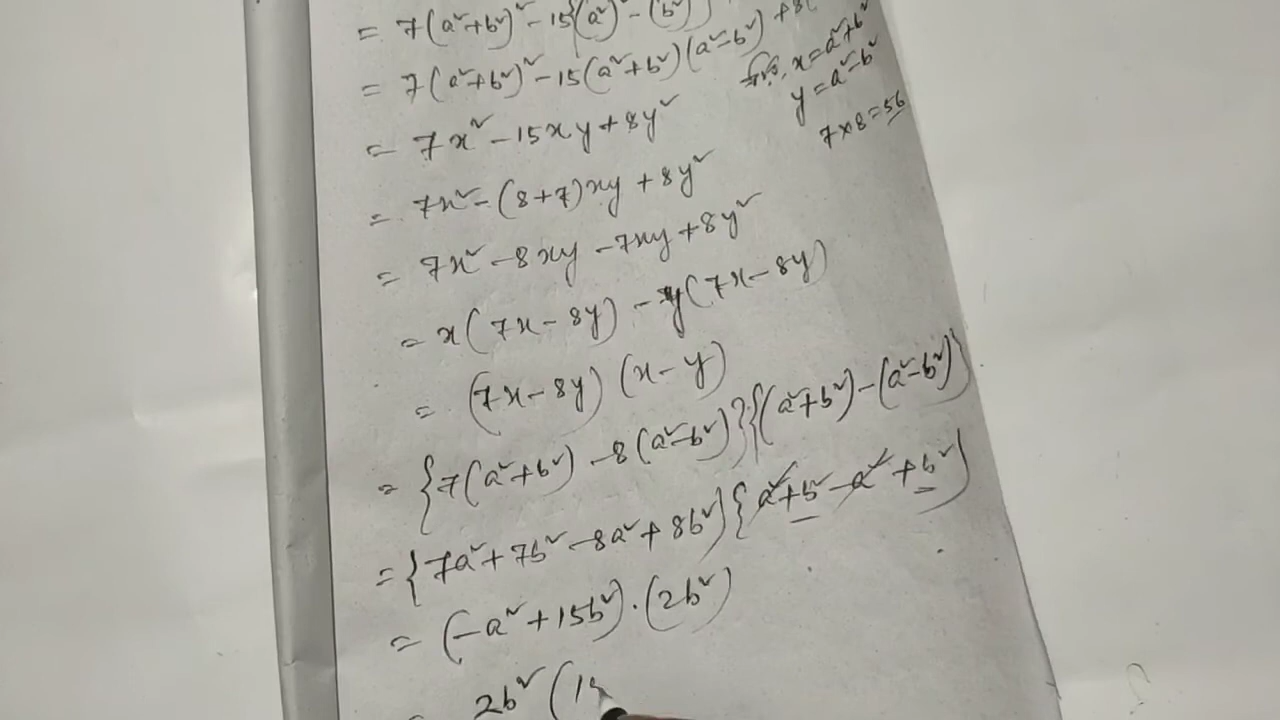 = 7(a²+b²)² - 15{(a²)² - (b²)²}
= 7(a²+b²)² - 15(a²+b²)(a²-b²) + 8(
x = a²+b²
y = a²-b²
7×8=56
= 7x² - 15xy + 8y²
= 7x² - (8+7)xy + 8y²
= 7x² - 8xy - 7xy + 8y²
= x(7x - 8y) - y(7x - 8y)
= (7x - 8y)(x - y)
= {7(a²+b²) - 8(a²-b²)}{(a²+b²) - (a²-b²)}
= {7a² + 7b² - 8a² + 8b²}{a² + b² - a² + b²}
= (-a² + 15b²).(2b²)
2b²(15